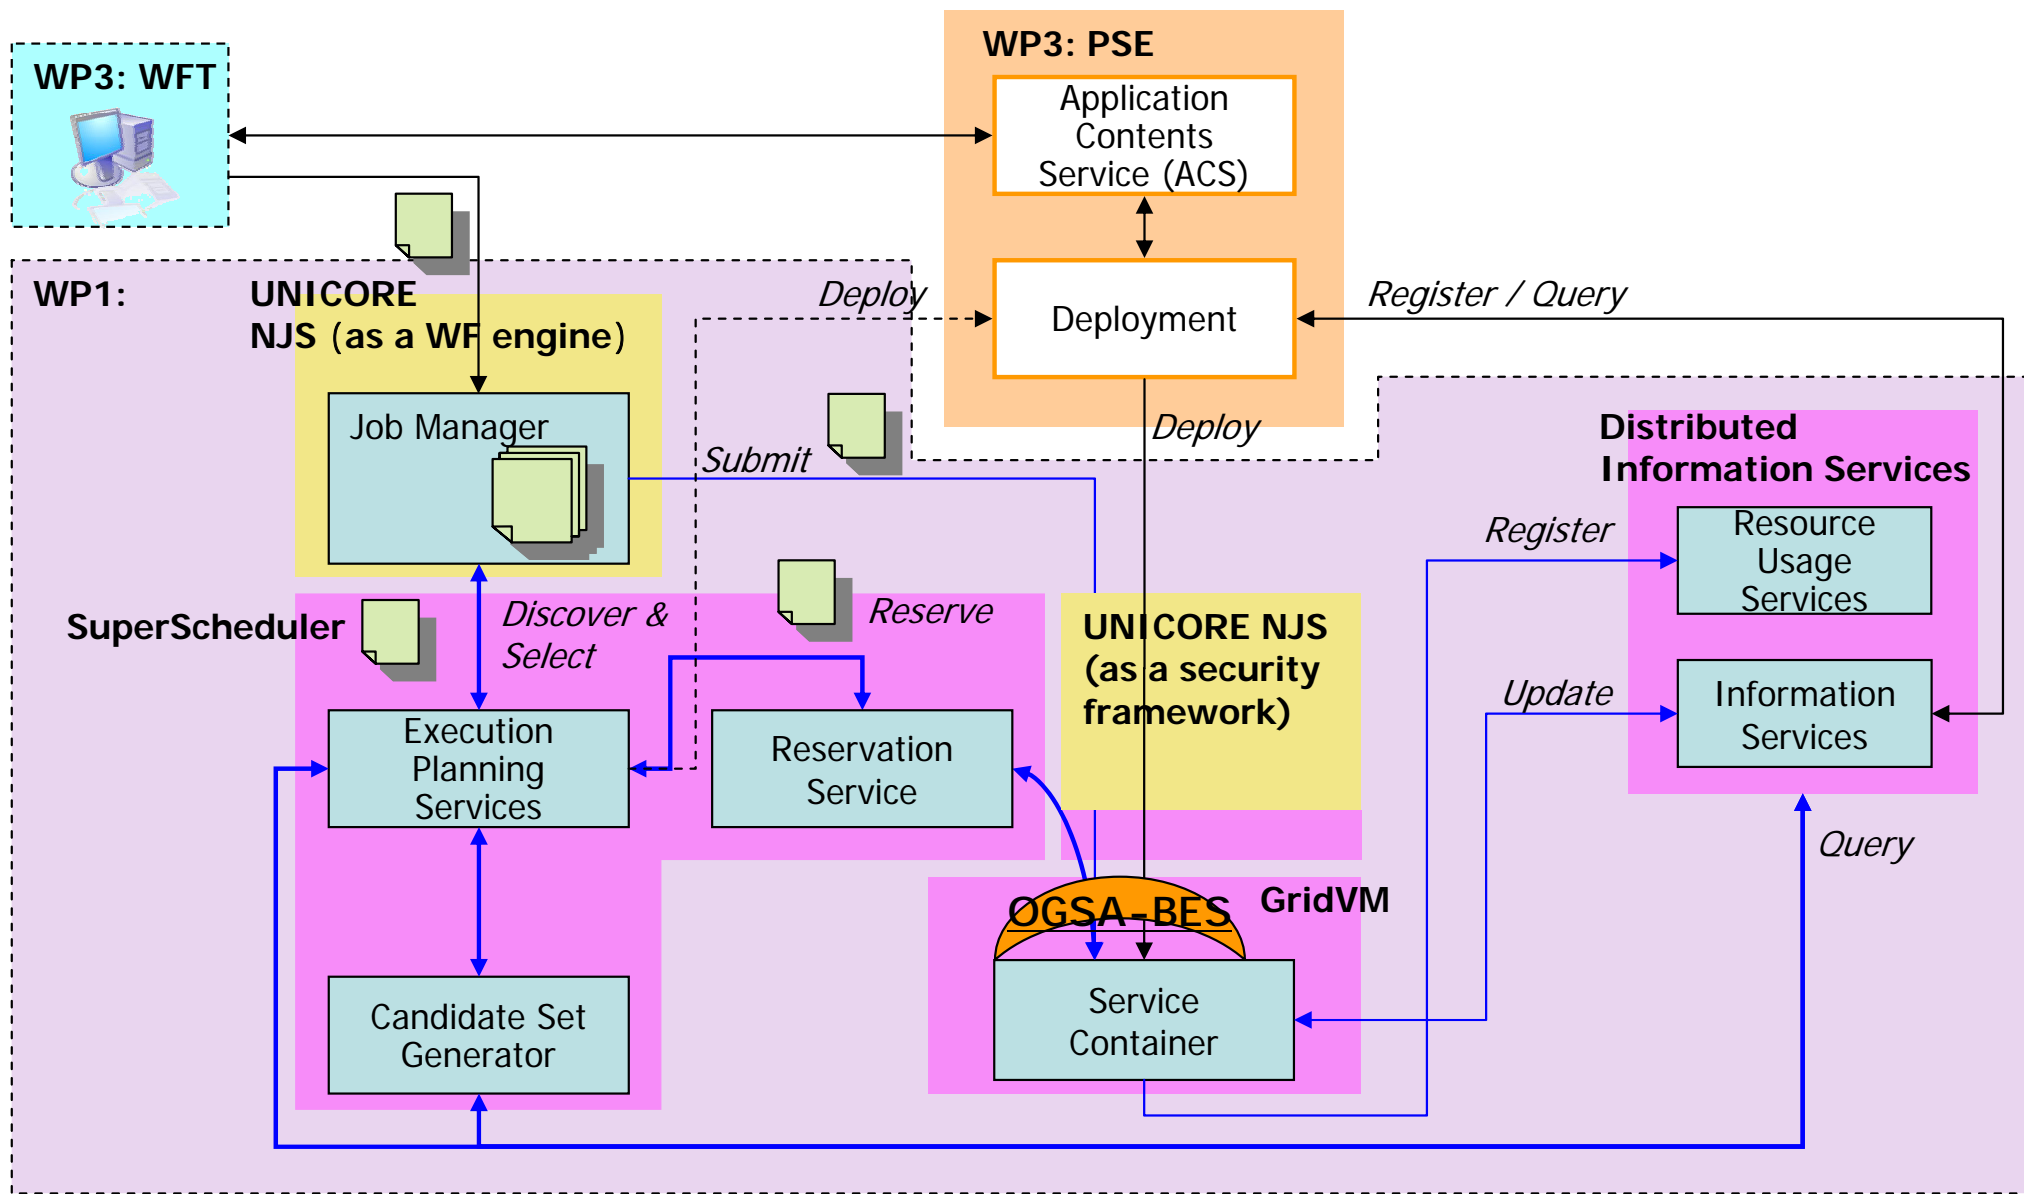 WP3: PSE
WP3: WFT
Application
Contents
Service (ACS)
WP1:
UNICORE
NJS (as a WF engine)
Deploy
Deployment
Register / Query
Job Manager
Submit
Deploy
Distributed
Information Services
Register
Resource
Usage
Services
SuperScheduler
Discover &
Select
Reserve
UNICORE NJS
(as a security
framework)
Update
Information
Services
Execution
Planning
Services
Reservation
Service
Query
OGSA-BES
GridVM
Candidate Set
Generator
Service
Container